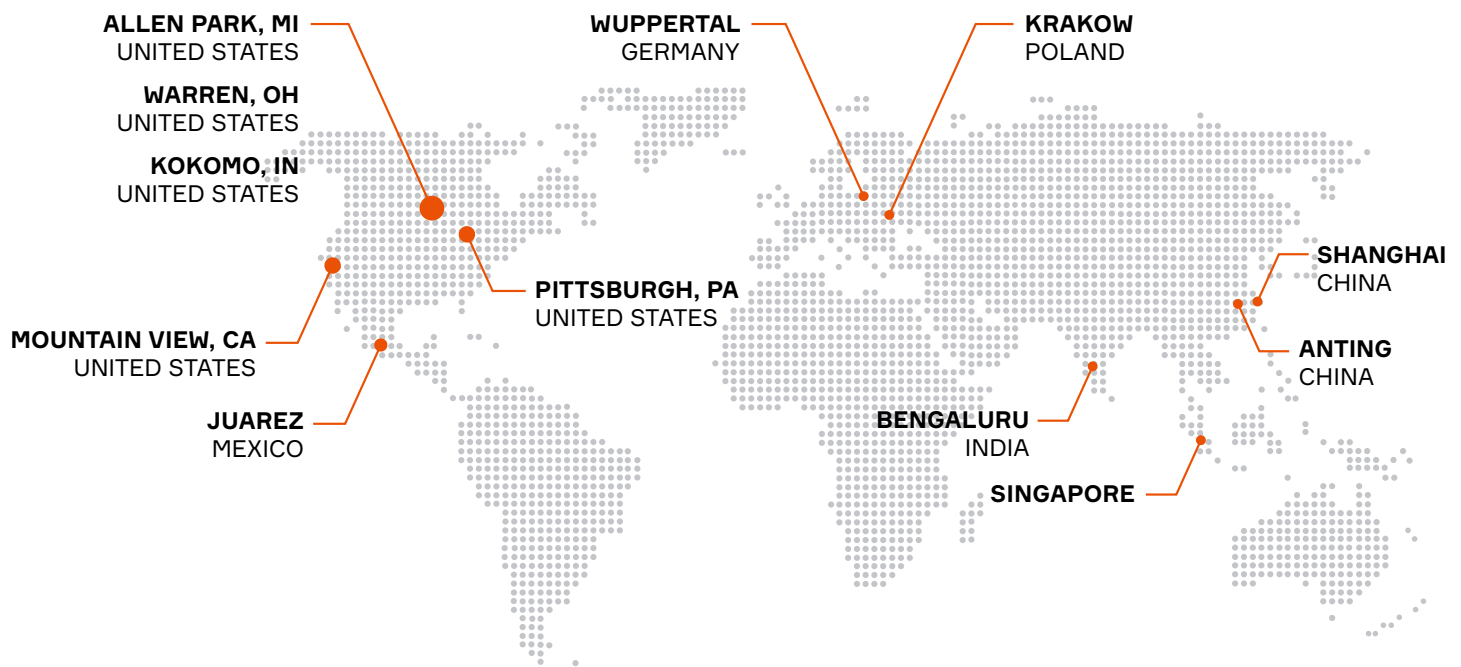 ALLEN PARK, MI
UNITED STATES
WARREN, OH
UNITED STATES
KOKOMO, IN
UNITED STATES
WUPPERTAL
GERMANY
KRAKOW
POLAND
SHANGHAI
CHINA
PITTSBURGH, PA
UNITED STATES
MOUNTAIN VIEW, CA
UNITED STATES
ANTING
CHINA
JUAREZ
MEXICO
BENGALURU
INDIA
SINGAPORE